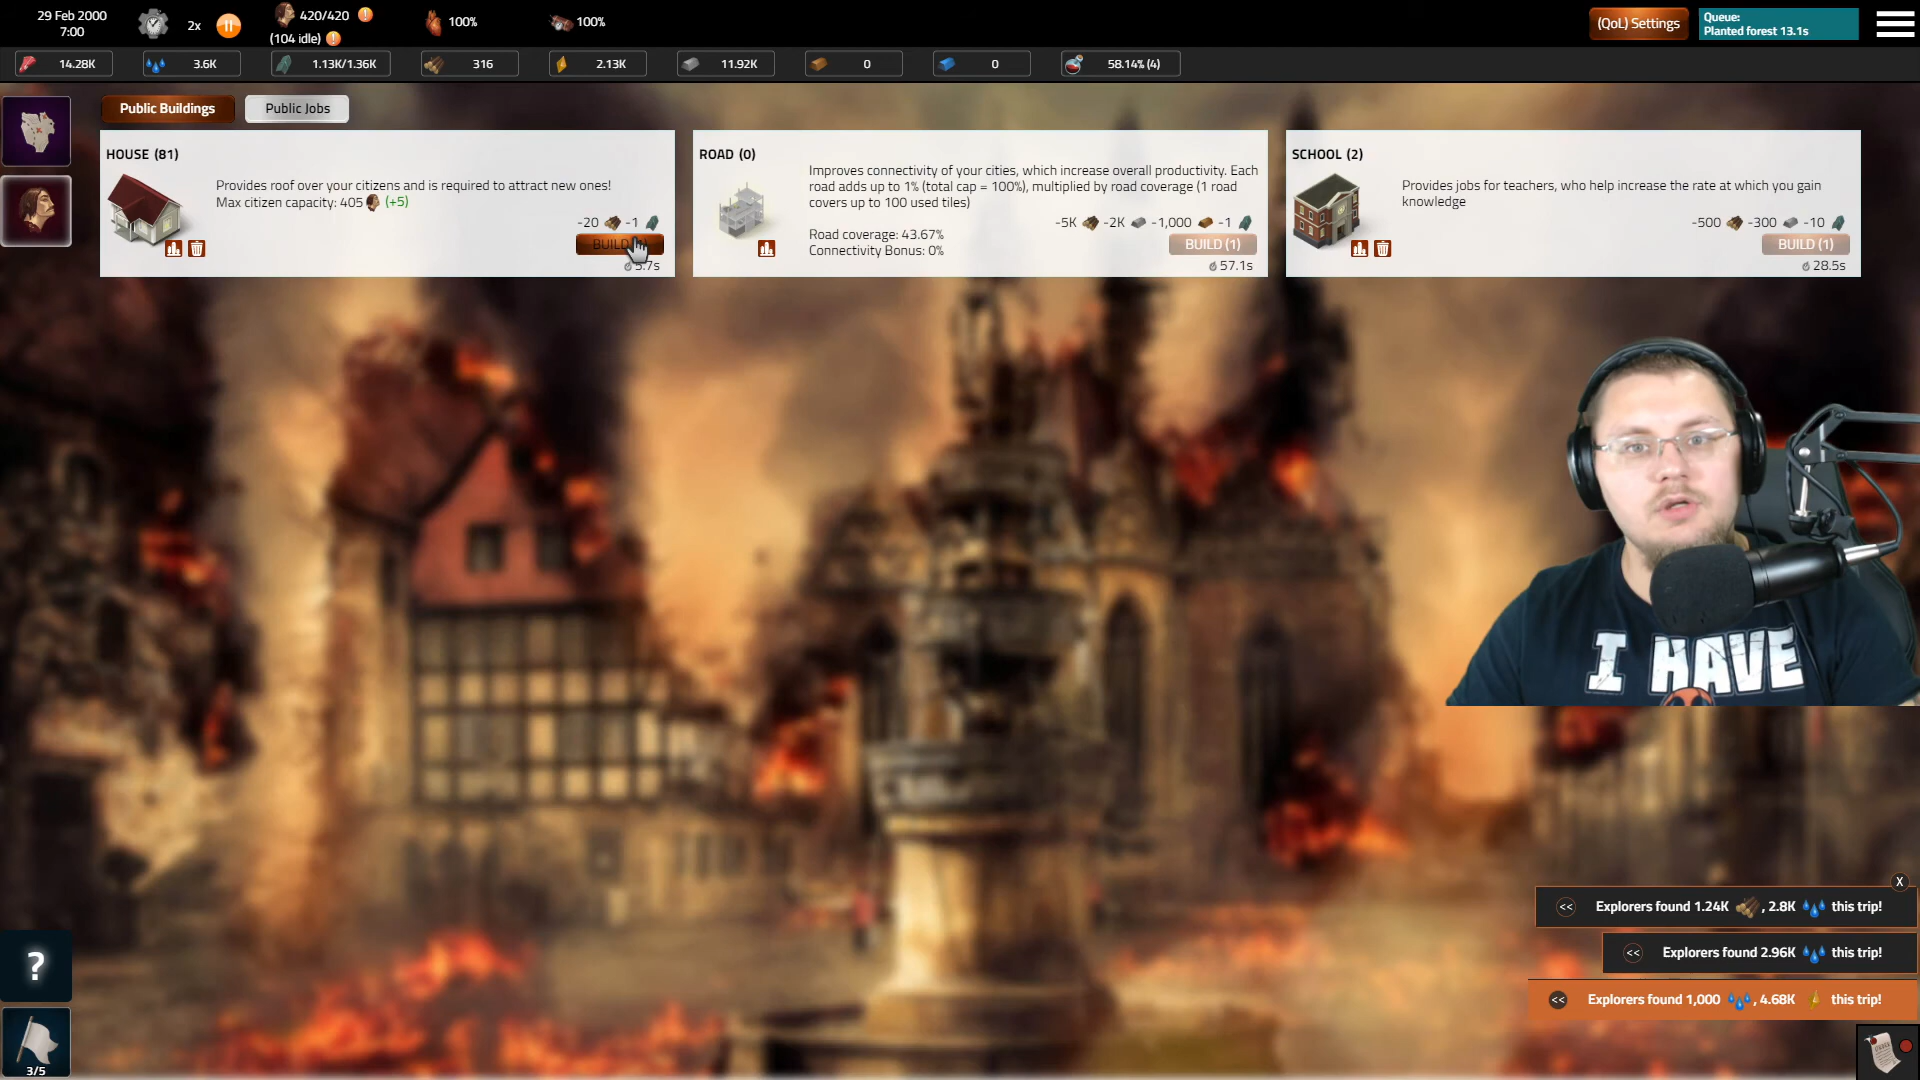 29 Feb 2000
7:00
2x
420/420
(104 idle)
100%
100%
(QoL) Settings
Queue:
Planted forest 13.1s
14.28K
3.6K
1.13K/1.36K
316
2.13K
11.92K
0
0
58.14% (4)
Public Buildings
Public Jobs
HOUSE (81)
Provides roof over your citizens and is required to attract new ones!
Max citizen capacity: 405 (+5)
-20 -1
5.7s
ROAD (0)
Improves connectivity of your cities, which increase overall productivity. Each
road adds up to 1% (total cap = 100%), multiplied by road coverage (1 road
covers up to 100 used tiles)
Road coverage: 43.67%
Connectivity Bonus: 0%
-5K -2K -1,000 -1
BUILD (1)
57.1s
SCHOOL (2)
Provides jobs for teachers, who help increase the rate at which you gain
knowledge
-500 -300 -10
BUILD (1)
28.5s
I HAVE
X
<< Explorers found 1.24K , 2.8K this trip!
<< Explorers found 2.96K this trip!
<< Explorers found 1,000 , 4.68K this trip!
?
3/5